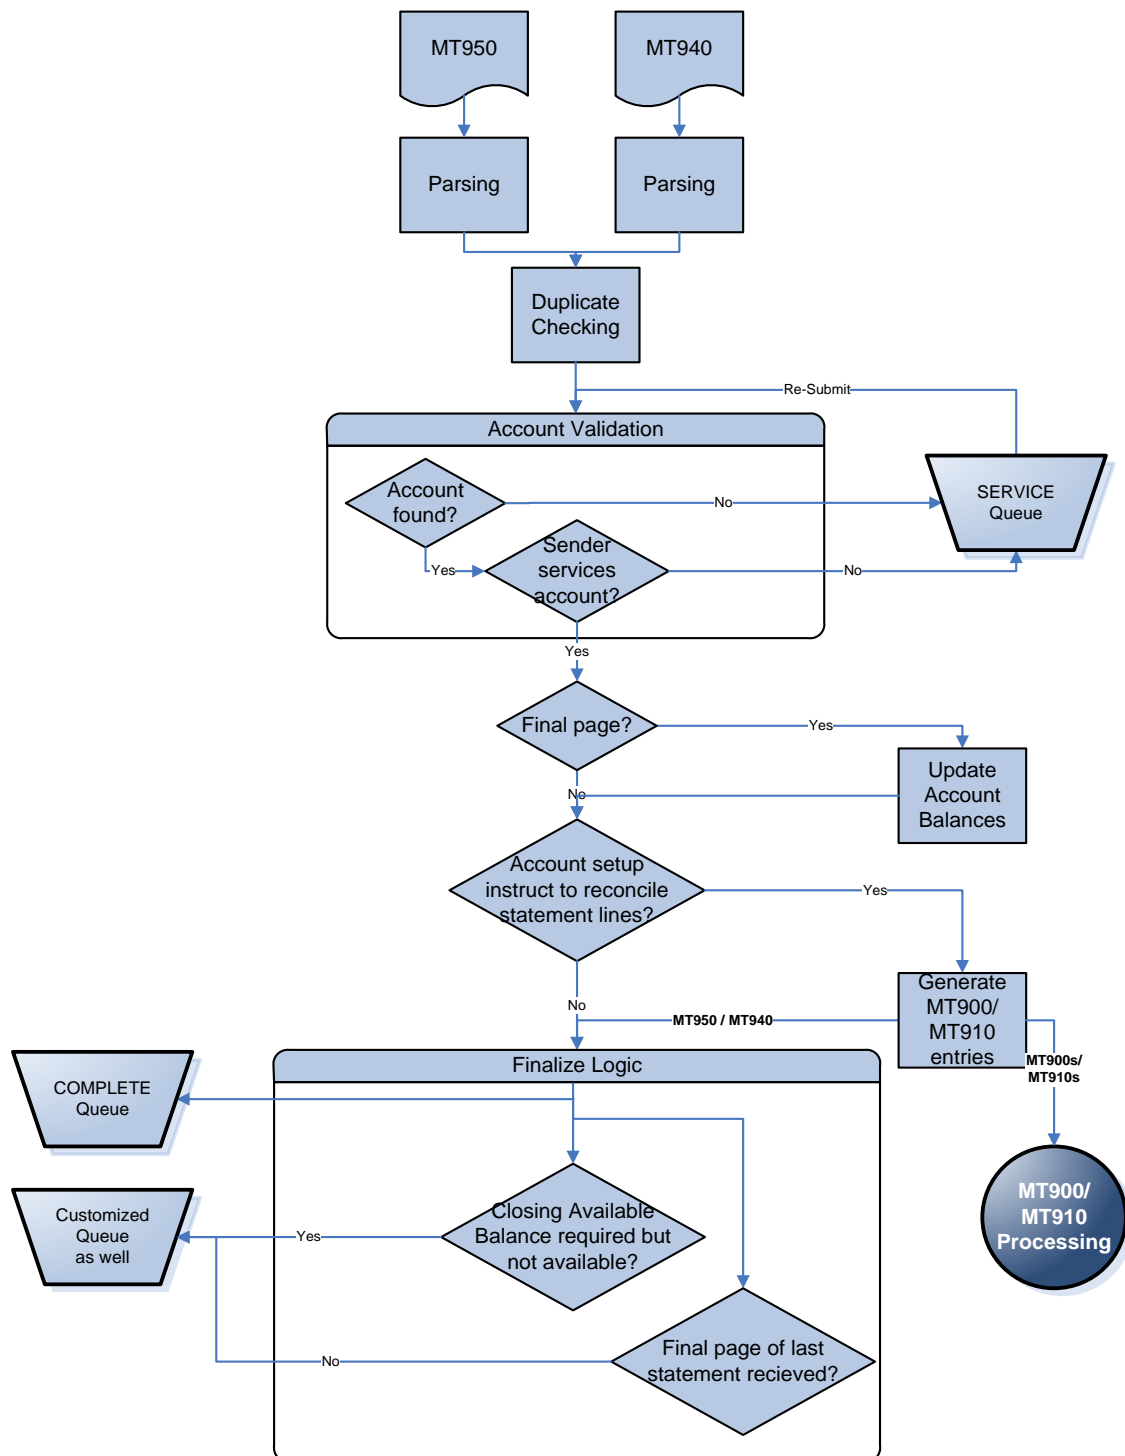 MT950
MT940
Parsing
Parsing
Duplicate
Checking
Re-Submit
Account Validation
SERVICE
Queue
Account
found?
No
Sender
services
account?
Yes
No
Yes
Final page?
Yes
Update
Account
Balances
No
Account setup
instruct to reconcile
statement lines?
Yes
Generate
MT900/
MT910
entries
No
MT950 / MT940
MT900s/
MT910s
Finalize Logic
COMPLETE
Queue
MT900/
MT910
Processing
Customized
Queue
as well
Yes
Closing Available
Balance required but
not available?
No
Final page of last
statement recieved?